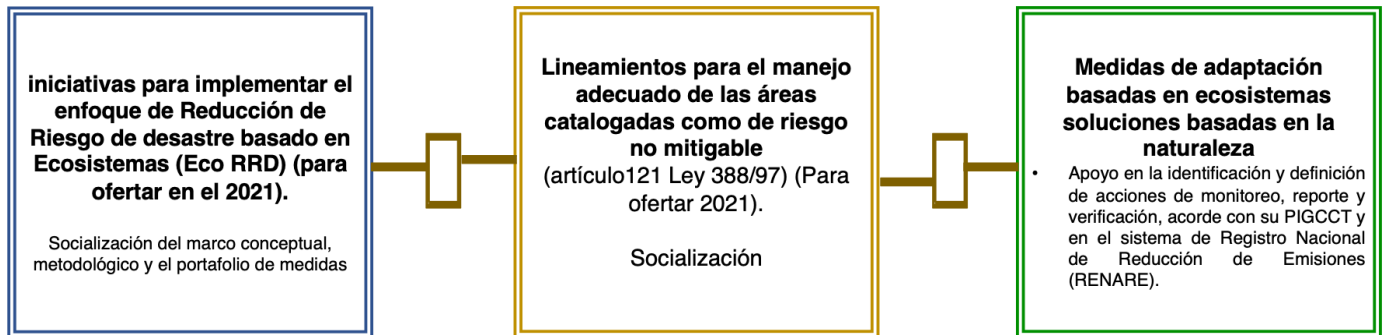 iniciativas para implementar el
enfoque de Reducción de
Riesgo de desastre basado en
Ecosistemas (Eco RRD) (para
ofertar en el 2021).
Socialización del marco conceptual,
metodológico y el portafolio de medidas
Lineamientos para el manejo
adecuado de las áreas
catalogadas como de riesgo
no mitigable
(artículo121 Ley 388/97) (Para
ofertar 2021).
Socialización
Medidas de adaptación
basadas en ecosistemas
soluciones basadas en la
naturaleza
• Apoyo en la identificación y definición
de acciones de monitoreo, reporte y
verificación, acorde con su PIGCCT y
en el sistema de Registro Nacional
de Reducción de Emisiones
(RENARE).